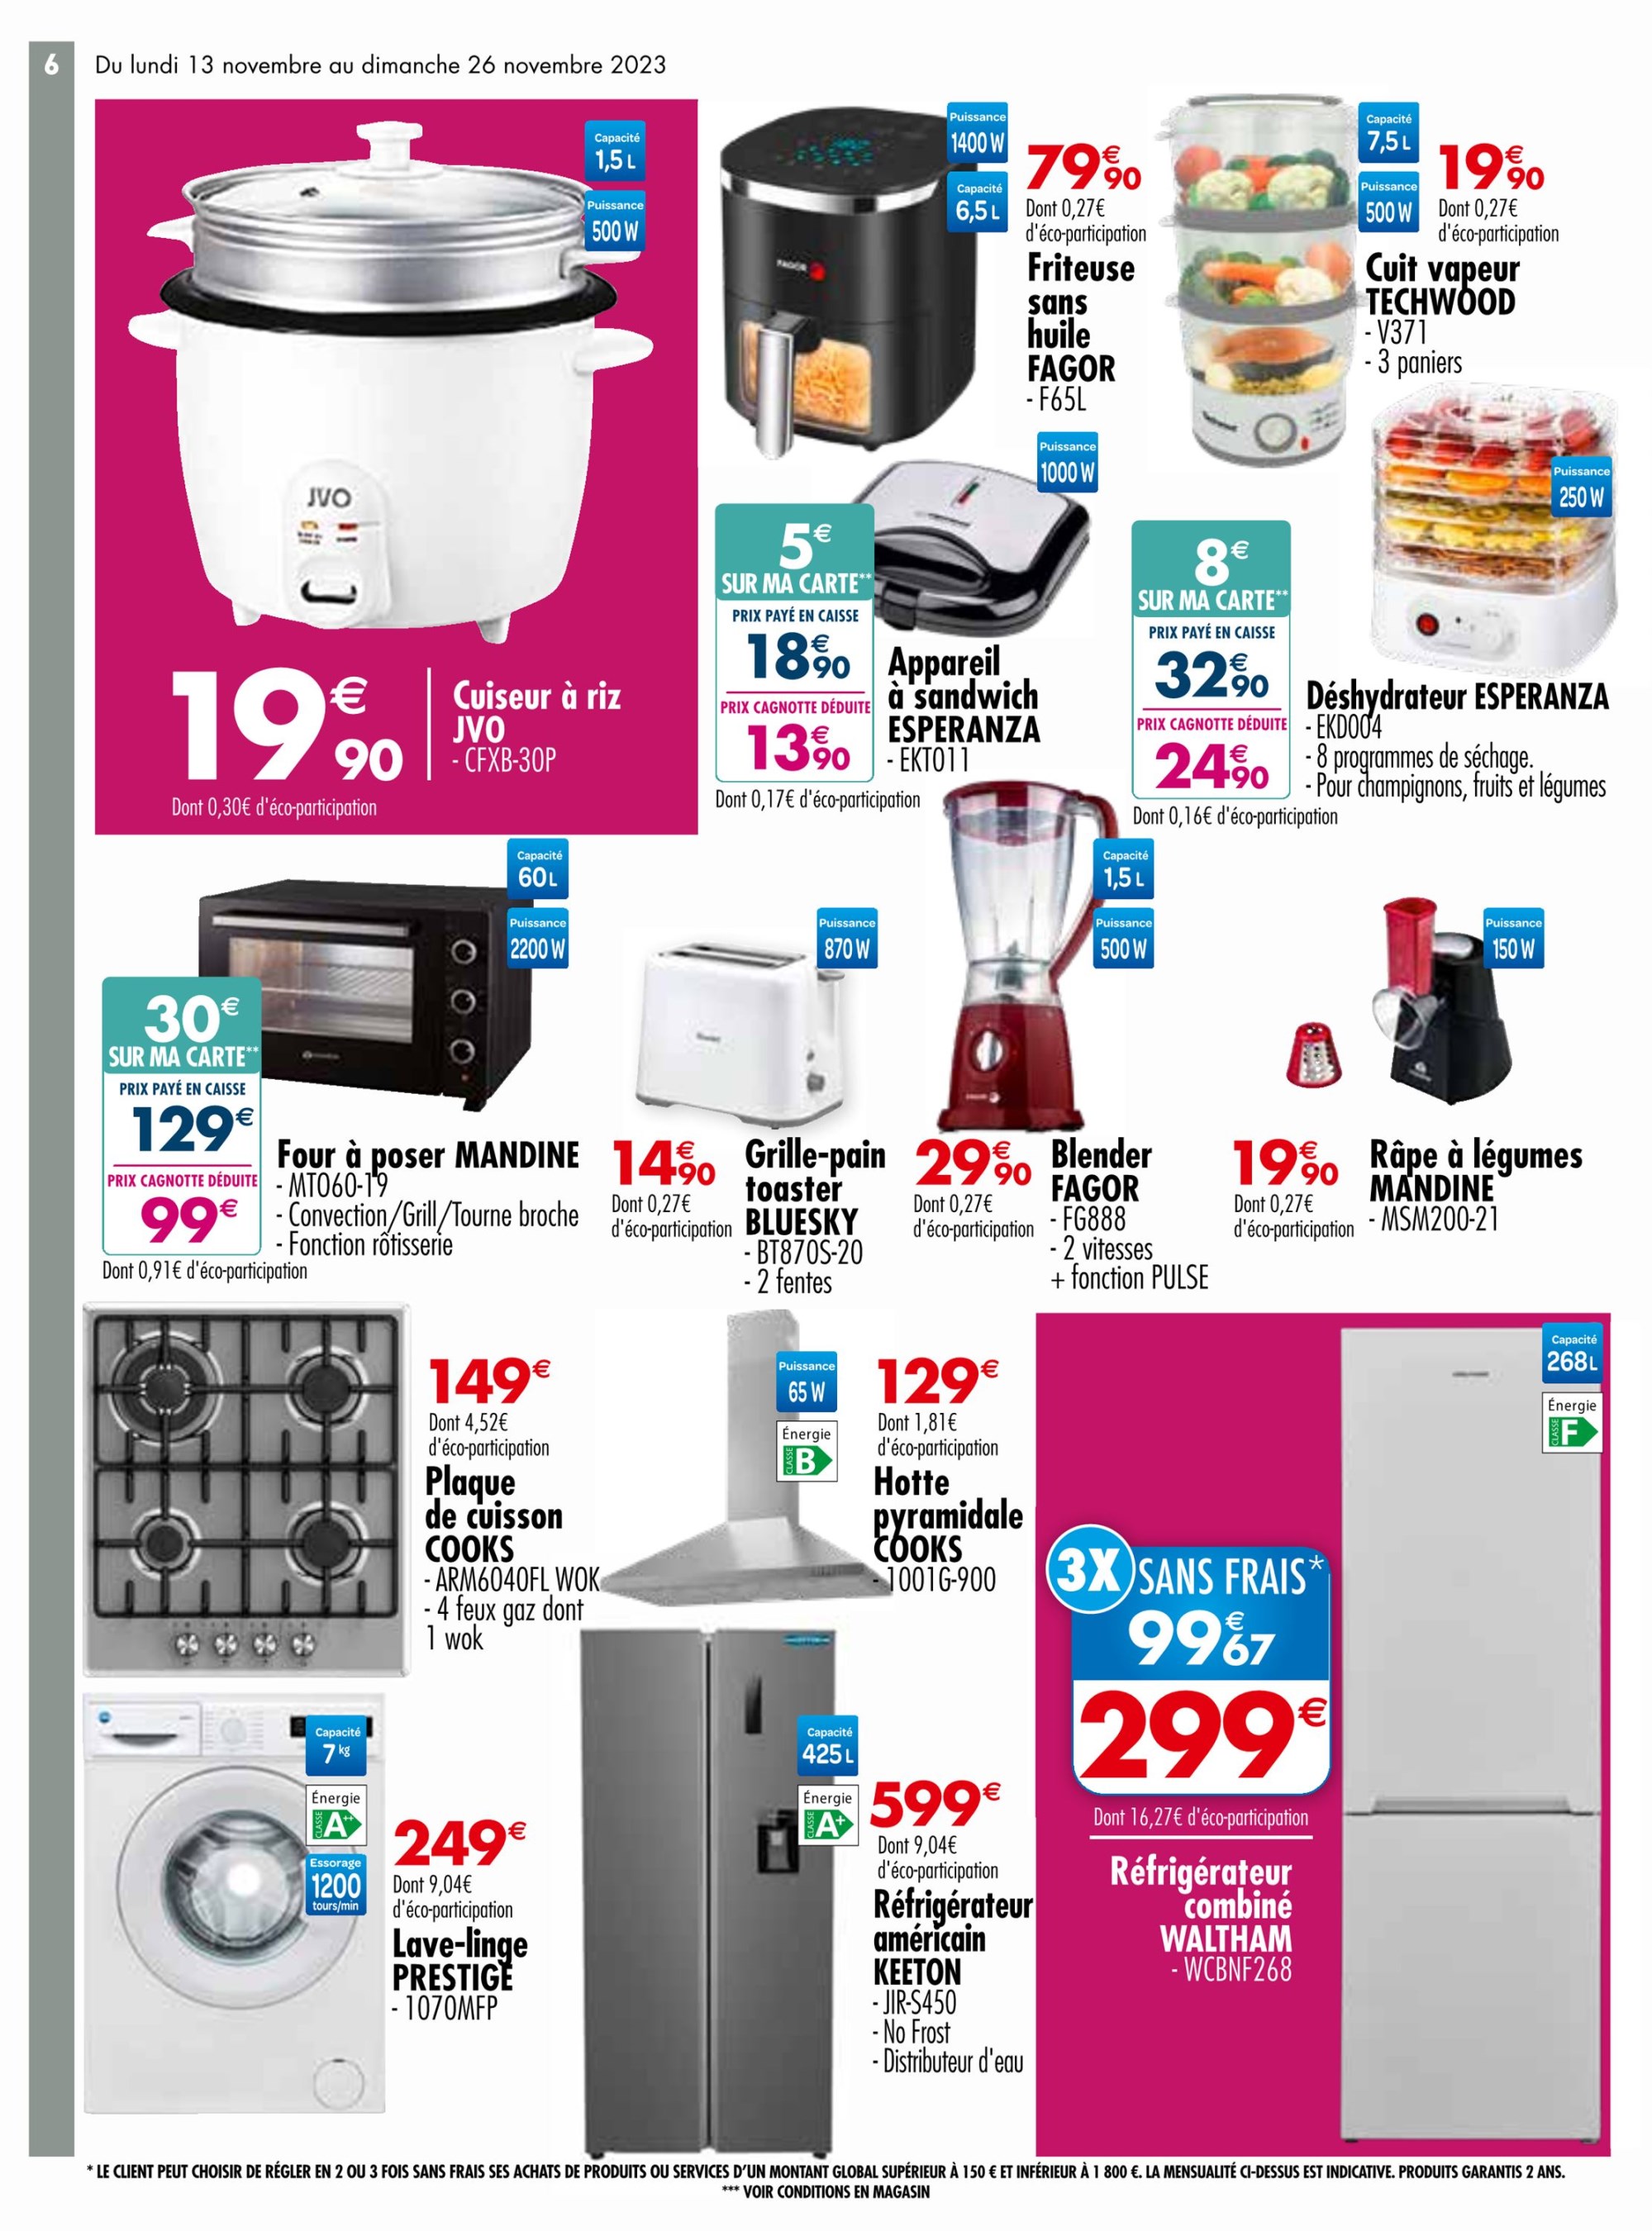 6
Du lundi 13 novembre au dimanche 26 novembre 2023
Capacité
1,5 L
Puissance
500 W
JVO
19€90
Dont 0,30€ d'éco-participation
Cuiseur à riz
JVO
- CFXB-30P
Puissance
1400 W
Capacité
6,5 L
FAGOR
79€90
Dont 0,27€
d'éco-participation
Friteuse
sans
huile
FAGOR
- F65L
Capacité
7,5 L
Puissance
500 W
Techwood
19€90
Dont 0,27€
d'éco-participation
Cuit vapeur
TECHWOOD
- V371
- 3 paniers
Puissance
1000 W
5€
SUR MA CARTE**
PRIX PAYÉ EN CAISSE
18€90
PRIX CAGNOTTE DÉDUITE
13€90
Dont 0,17€ d'éco-participation
Appareil
à sandwich
ESPERANZA
- EKT011
Puissance
250 W
8€
SUR MA CARTE**
PRIX PAYÉ EN CAISSE
32€90
PRIX CAGNOTTE DÉDUITE
24€90
Dont 0,16€ d'éco-participation
Déshydrateur ESPERANZA
- EKD004
- 8 programmes de séchage.
- Pour champignons, fruits et légumes
Capacité
60 L
Puissance
2200 W
30€
SUR MA CARTE**
PRIX PAYÉ EN CAISSE
129€
PRIX CAGNOTTE DÉDUITE
99€
Dont 0,91€ d'éco-participation
Four à poser MANDINE
- MTO60-19
- Convection/Grill/Tourne broche
- Fonction rôtisserie
Puissance
870 W
14€90
Dont 0,27€
d'éco-participation
Grille-pain
toaster
BLUESKY
- BT870S-20
- 2 fentes
Capacité
1,5 L
Puissance
500 W
FAGOR
29€90
Dont 0,27€
d'éco-participation
Blender
FAGOR
- FG888
- 2 vitesses
+ fonction PULSE
Puissance
150 W
19€90
Dont 0,27€
d'éco-participation
Râpe à légumes
MANDINE
- MSM200-21
149€
Dont 4,52€
d'éco-participation
Plaque
de cuisson
COOKS
- ARM6040FL WOK
- 4 feux gaz dont
1 wok
Puissance
65 W
Énergie
CLASSE B
129€
Dont 1,81€
d'éco-participation
Hotte
pyramidale
COOKS
- 1001G-900
Capacité
268 L
Énergie
CLASSE F
3X SANS FRAIS*
99€67
299€
Dont 16,27€ d'éco-participation
Réfrigérateur
combiné
WALTHAM
- WCBNF268
Capacité
7 kg
Énergie
CLASSE A++
Essorage
1200
tours/min
249€
Dont 9,04€
d'éco-participation
Lave-linge
PRESTIGE
- 1070MFP
Capacité
425 L
Énergie
CLASSE A+
599€
Dont 9,04€
d'éco-participation
Réfrigérateur
américain
KEETON
- JIR-S450
- No Frost
- Distributeur d'eau
* LE CLIENT PEUT CHOISIR DE RÉGLER EN 2 OU 3 FOIS SANS FRAIS SES ACHATS DE PRODUITS OU SERVICES D'UN MONTANT GLOBAL SUPÉRIEUR À 150 € ET INFÉRIEUR À 1 800 €. LA MENSUALITÉ CI-DESSUS EST INDICATIVE. PRODUITS GARANTIS 2 ANS.
*** VOIR CONDITIONS EN MAGASIN